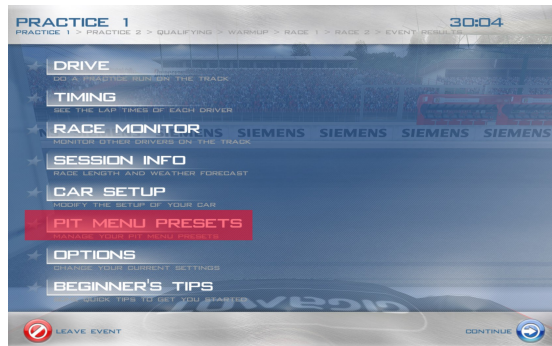 PRACTICE 1
30:04
PRACTICE 1 > PRACTICE 2 > QUALIFYING > WARMUP > RACE 1 > RACE 2 > EVENT RESULTS
DRIVE
DO A PRACTICE RUN ON THE TRACK
TIMING
SEE THE LAP TIMES OF EACH DRIVER
RACE MONITOR
MONITOR OTHER DRIVERS ON THE TRACK
SIEMENS SIEMENS SIEMENS SIEMENS SIEMENS
SESSION INFO
RACE LENGTH AND WEATHER FORECAST
CAR SETUP
MODIFY THE SETUP OF YOUR CAR
PIT MENU PRESETS
MANAGE YOUR PIT MENU PRESETS
OPTIONS
CHANGE YOUR CURRENT SETTINGS
BEGINNER'S TIPS
QUICK TIPS TO GET YOU STARTED
LEAVE EVENT
CONTINUE